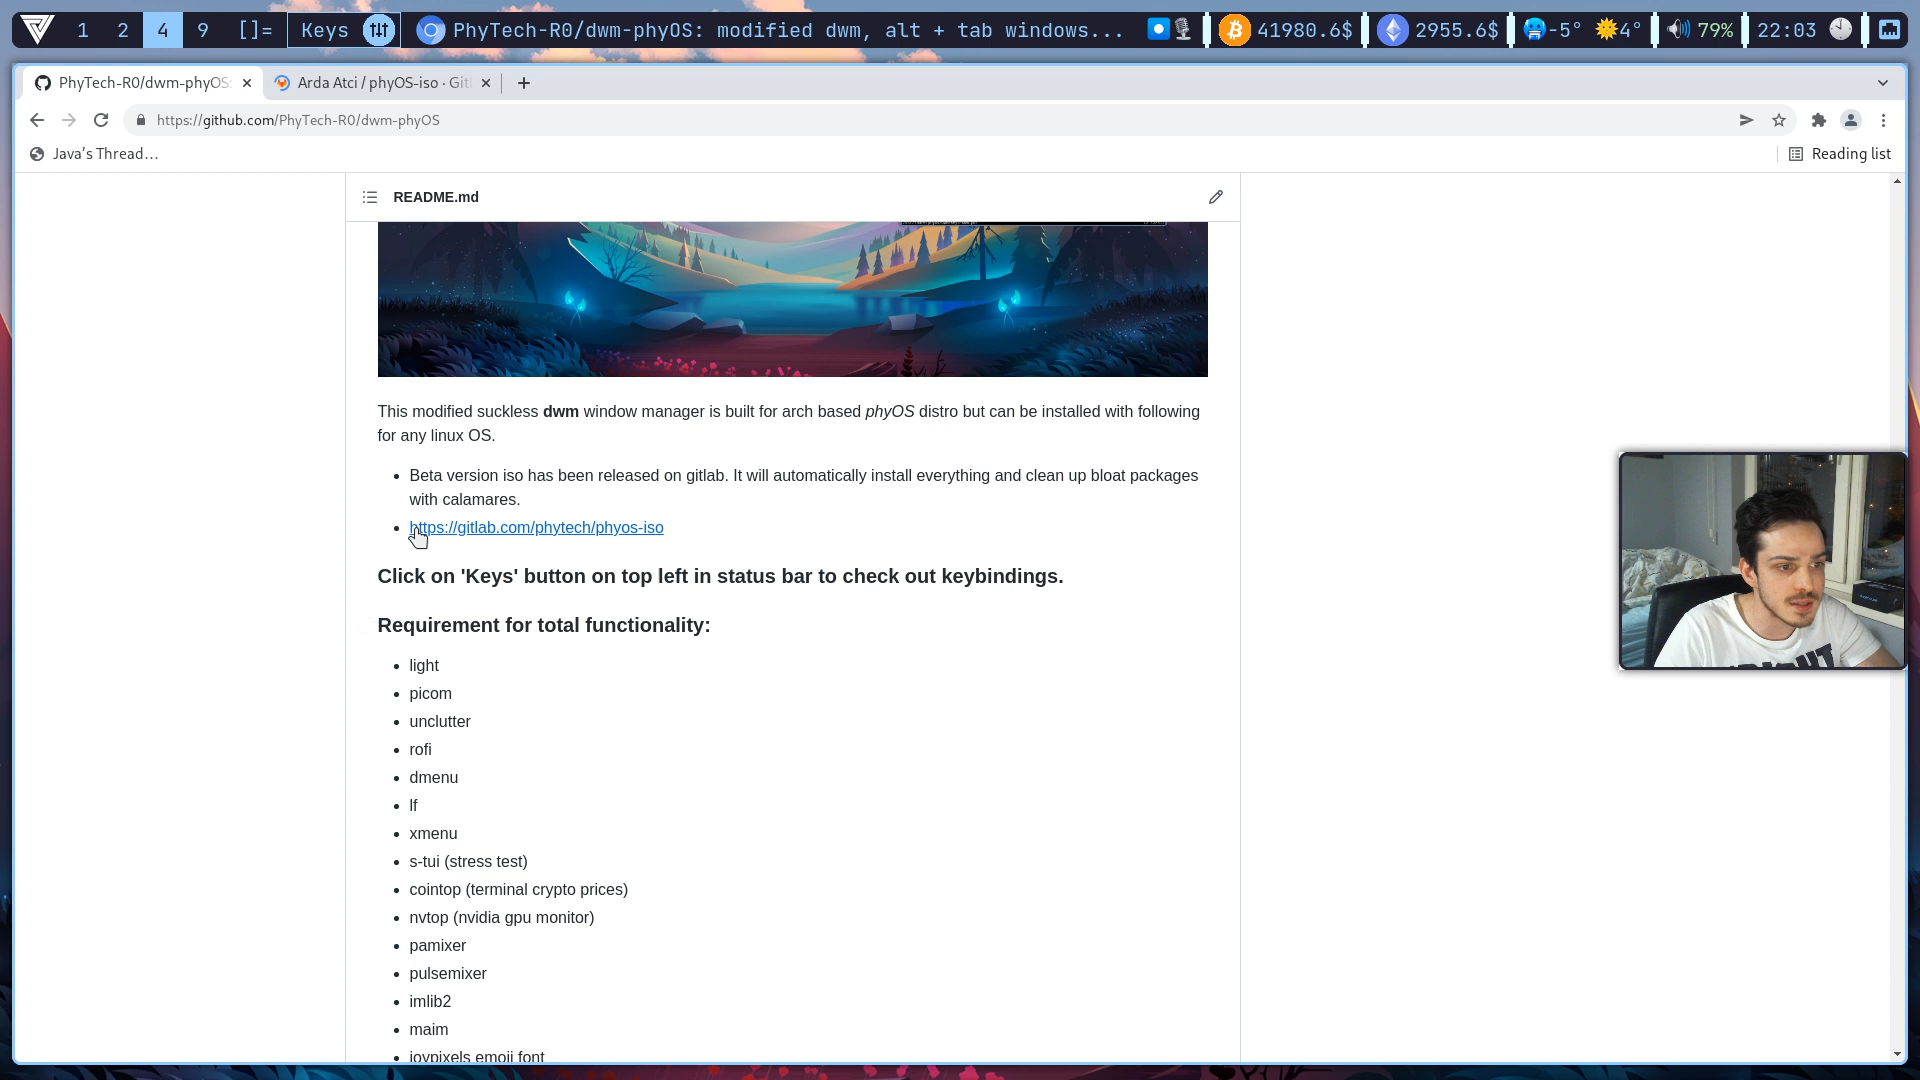 1 2 4 9 []= Keys PhyTech-R0/dwm-phyOS: modified dwm, alt + tab windows... 41980.6$ 2955.6$ -5° 4° 79% 22:03
PhyTech-R0/dwm-phyOS: Arda Atci / phyOS-iso · Git
https://github.com/PhyTech-R0/dwm-phyOS
Java's Thread… Reading list
README.md
This modified suckless dwm window manager is built for arch based phyOS distro but can be installed with following
for any linux OS.
Beta version iso has been released on gitlab. It will automatically install everything and clean up bloat packages
with calamares.
https://gitlab.com/phytech/phyos-iso
Click on 'Keys' button on top left in status bar to check out keybindings.
Requirement for total functionality:
light
picom
unclutter
rofi
dmenu
lf
xmenu
s-tui (stress test)
cointop (terminal crypto prices)
nvtop (nvidia gpu monitor)
pamixer
pulsemixer
imlib2
maim
joypixels emoji font